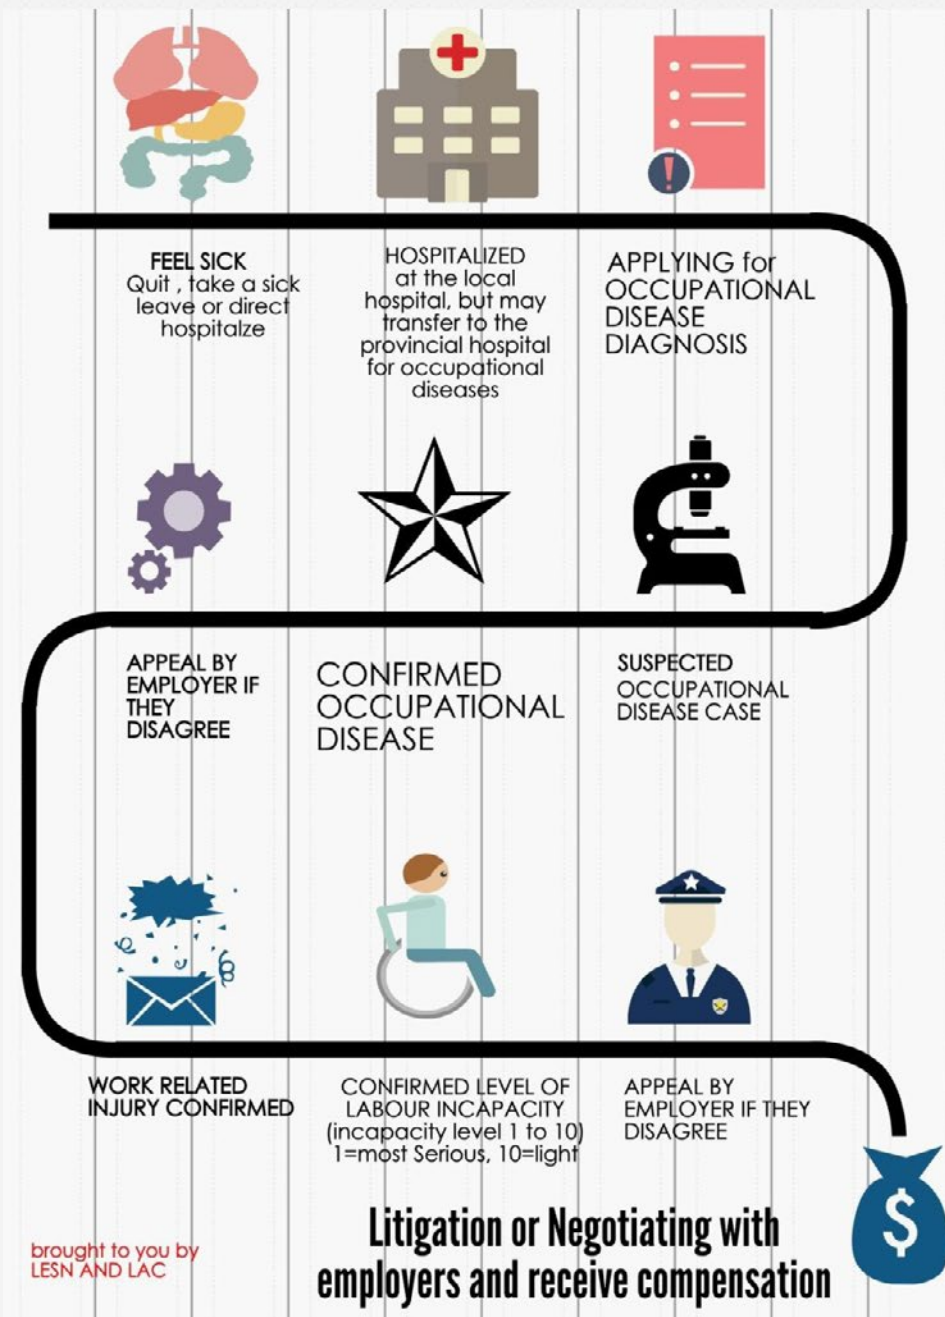 FEEL SICK
Quit , take a sick
leave or direct
hospitalze
HOSPITALIZED
at the local
hospital, but may
transfer to the
provincial hospital
for occupational
diseases
APPLYING for
OCCUPATIONAL
DISEASE
DIAGNOSIS
SUSPECTED
OCCUPATIONAL
DISEASE CASE
CONFIRMED
OCCUPATIONAL
DISEASE
APPEAL BY
EMPLOYER IF
THEY
DISAGREE
WORK RELATED
INJURY CONFIRMED
CONFIRMED LEVEL OF
LABOUR INCAPACITY
(incapacity level 1 to 10)
1=most Serious, 10=light
APPEAL BY
EMPLOYER IF THEY
DISAGREE
$
Litigation or Negotiating with
employers and receive compensation
brought to you by
LESN AND LAC